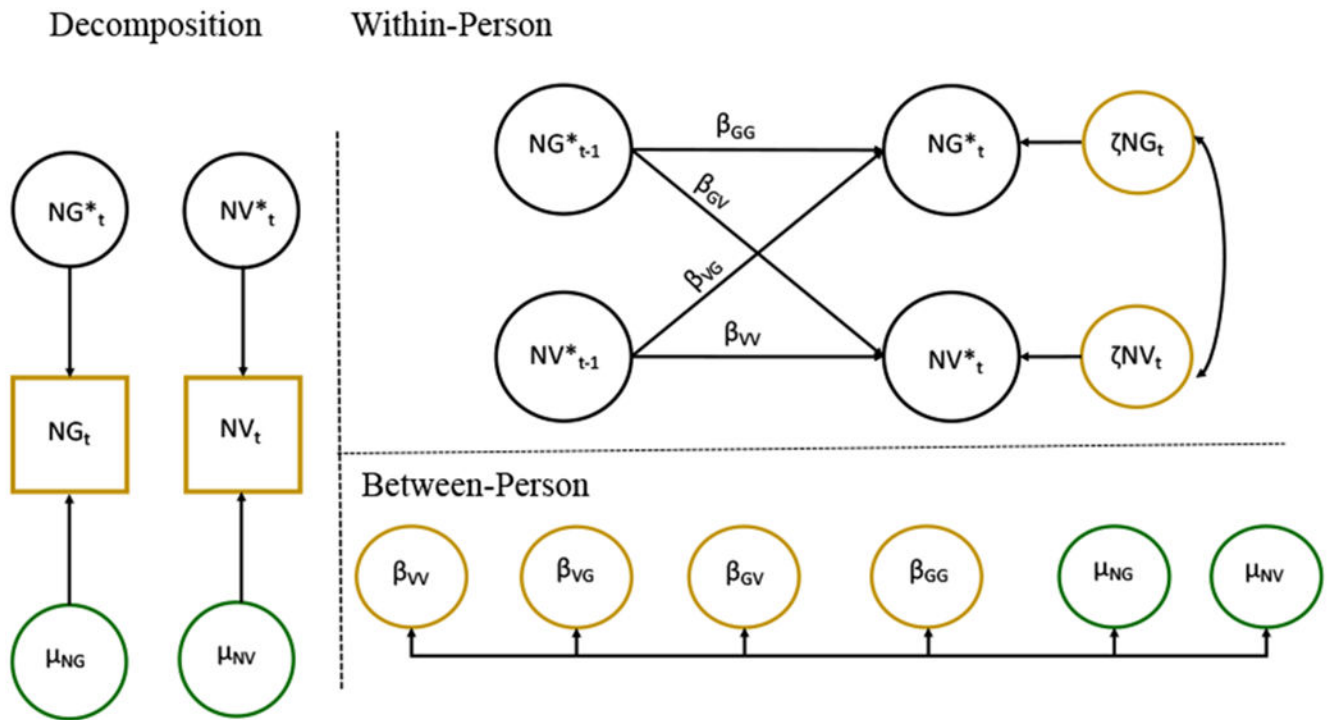 Decomposition
Within-Person
NG*t
NV*t
NGt
NVt
μNG
μNV
NG*t-1
βGG
NG*t
ζNGt
βGV
βVG
NV*t-1
βVV
NV*t
ζNVt
Between-Person
βVV
βVG
βGV
βGG
μNG
μNV